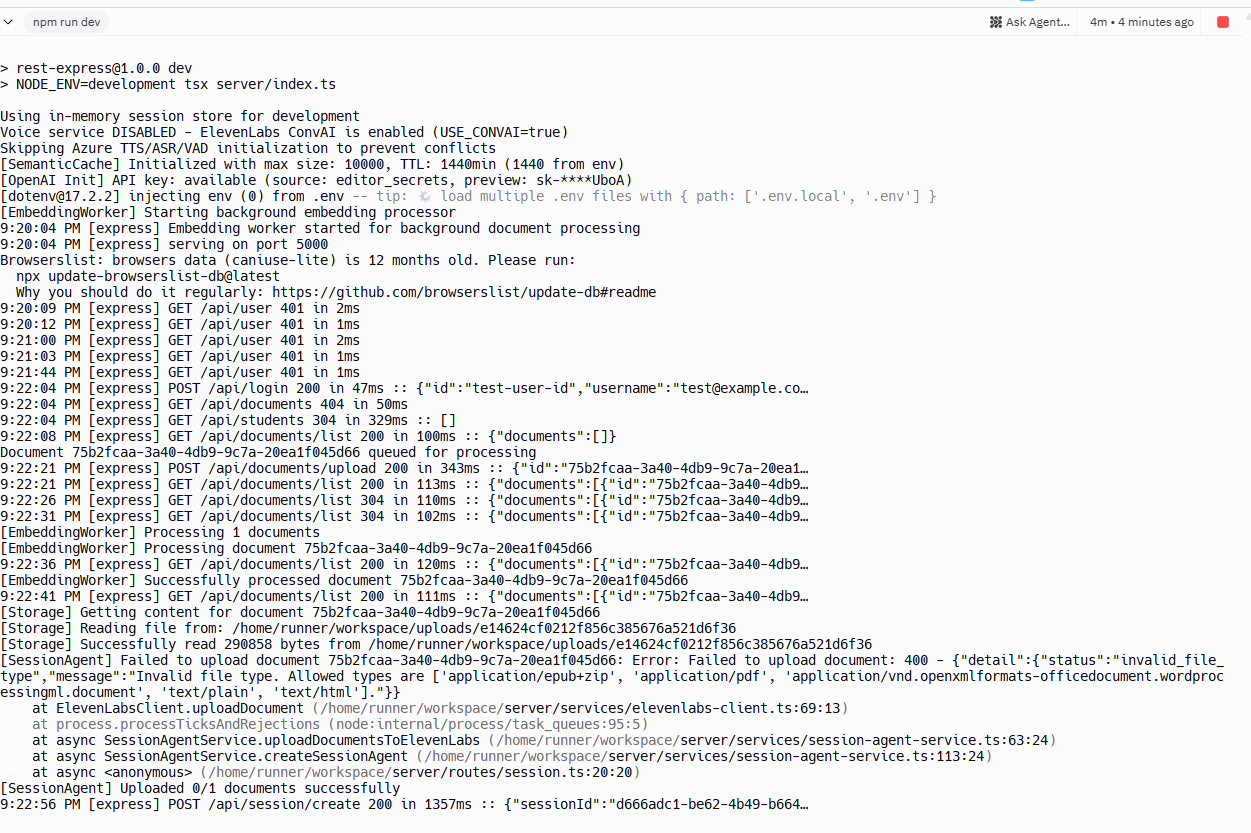 npm run dev
Ask Agent...
4m • 4 minutes ago
> rest-express@1.0.0 dev
> NODE_ENV=development tsx server/index.ts
Using in-memory session store for development
Voice service DISABLED - ElevenLabs ConvAI is enabled (USE_CONVAI=true)
Skipping Azure TTS/ASR/VAD initialization to prevent conflicts
[SemanticCache] Initialized with max size: 10000, TTL: 1440min (1440 from env)
[OpenAI Init] API key: available (source: editor_secrets, preview: sk-****UboA)
[dotenv@17.2.2] injecting env (0) from .env -- tip: ⚙️ load multiple .env files with { path: ['.env.local', '.env'] }
[EmbeddingWorker] Starting background embedding processor
9:20:04 PM [express] Embedding worker started for background document processing
9:20:04 PM [express] serving on port 5000
Browserslist: browsers data (caniuse-lite) is 12 months old. Please run:
  npx update-browserslist-db@latest
  Why you should do it regularly: https://github.com/browserslist/update-db#readme
9:20:09 PM [express] GET /api/user 401 in 2ms
9:20:12 PM [express] GET /api/user 401 in 1ms
9:21:00 PM [express] GET /api/user 401 in 2ms
9:21:03 PM [express] GET /api/user 401 in 1ms
9:21:44 PM [express] GET /api/user 401 in 1ms
9:22:04 PM [express] POST /api/login 200 in 47ms :: {"id":"test-user-id","username":"test@example.co…
9:22:04 PM [express] GET /api/documents 404 in 50ms
9:22:04 PM [express] GET /api/students 304 in 329ms :: []
9:22:08 PM [express] GET /api/documents/list 200 in 100ms :: {"documents":[]}
Document 75b2fcaa-3a40-4db9-9c7a-20ea1f045d66 queued for processing
9:22:21 PM [express] POST /api/documents/upload 200 in 343ms :: {"id":"75b2fcaa-3a40-4db9-9c7a-20ea1…
9:22:21 PM [express] GET /api/documents/list 200 in 113ms :: {"documents":[{"id":"75b2fcaa-3a40-4db9…
9:22:26 PM [express] GET /api/documents/list 304 in 110ms :: {"documents":[{"id":"75b2fcaa-3a40-4db9…
9:22:31 PM [express] GET /api/documents/list 304 in 102ms :: {"documents":[{"id":"75b2fcaa-3a40-4db9…
[EmbeddingWorker] Processing 1 documents
[EmbeddingWorker] Processing document 75b2fcaa-3a40-4db9-9c7a-20ea1f045d66
9:22:36 PM [express] GET /api/documents/list 200 in 120ms :: {"documents":[{"id":"75b2fcaa-3a40-4db9…
[EmbeddingWorker] Successfully processed document 75b2fcaa-3a40-4db9-9c7a-20ea1f045d66
9:22:41 PM [express] GET /api/documents/list 200 in 111ms :: {"documents":[{"id":"75b2fcaa-3a40-4db9…
[Storage] Getting content for document 75b2fcaa-3a40-4db9-9c7a-20ea1f045d66
[Storage] Reading file from: /home/runner/workspace/uploads/e14624cf0212f856c385676a521d6f36
[Storage] Successfully read 290858 bytes from /home/runner/workspace/uploads/e14624cf0212f856c385676a521d6f36
[SessionAgent] Failed to upload document 75b2fcaa-3a40-4db9-9c7a-20ea1f045d66: Error: Failed to upload document: 400 - {"detail":{"status":"invalid_file_
type","message":"Invalid file type. Allowed types are ['application/epub+zip', 'application/pdf', 'application/vnd.openxmlformats-officedocument.wordproc
essingml.document', 'text/plain', 'text/html']."}}
    at ElevenLabsClient.uploadDocument (/home/runner/workspace/server/services/elevenlabs-client.ts:69:13)
    at process.processTicksAndRejections (node:internal/process/task_queues:95:5)
    at async SessionAgentService.uploadDocumentsToElevenLabs (/home/runner/workspace/server/services/session-agent-service.ts:63:24)
    at async SessionAgentService.createSessionAgent (/home/runner/workspace/server/services/session-agent-service.ts:113:24)
    at async <anonymous> (/home/runner/workspace/server/routes/session.ts:20:20)
[SessionAgent] Uploaded 0/1 documents successfully
9:22:56 PM [express] POST /api/session/create 200 in 1357ms :: {"sessionId":"d666adc1-be62-4b49-b664…